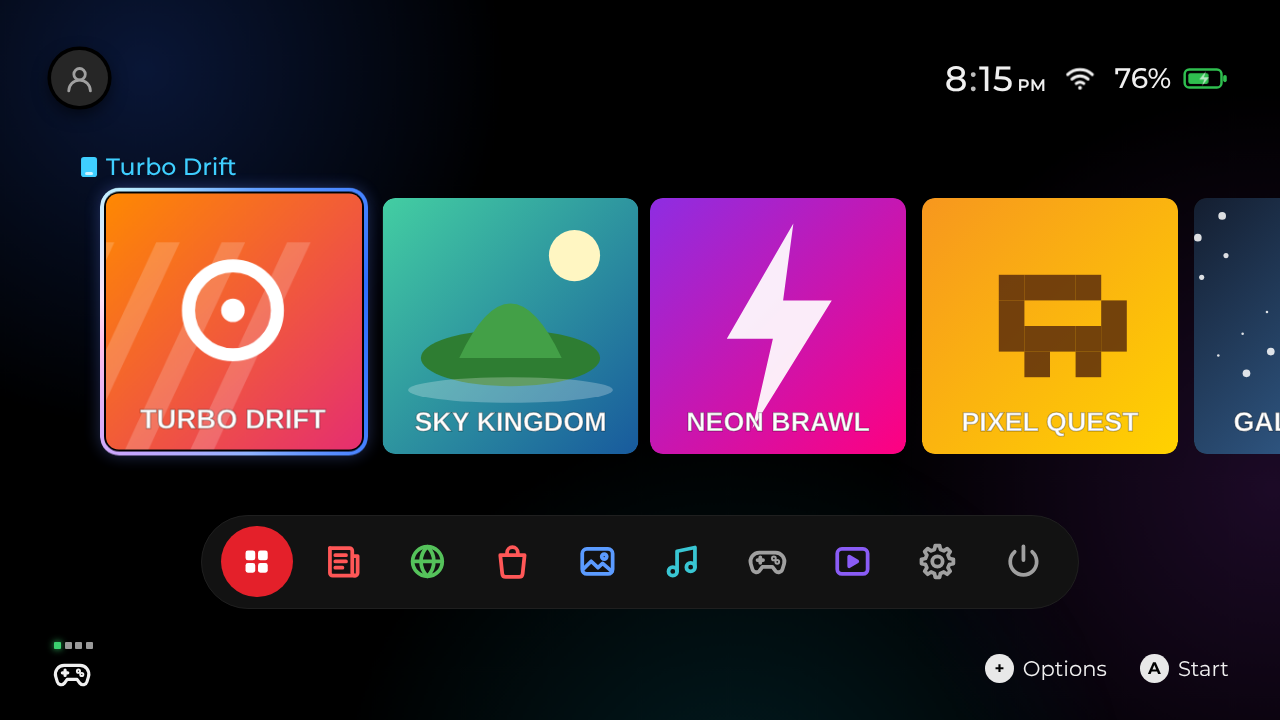 8:15 PM 76%
Turbo Drift
TURBO DRIFT
SKY KINGDOM
NEON BRAWL
PIXEL QUEST
GAL
+ Options A Start